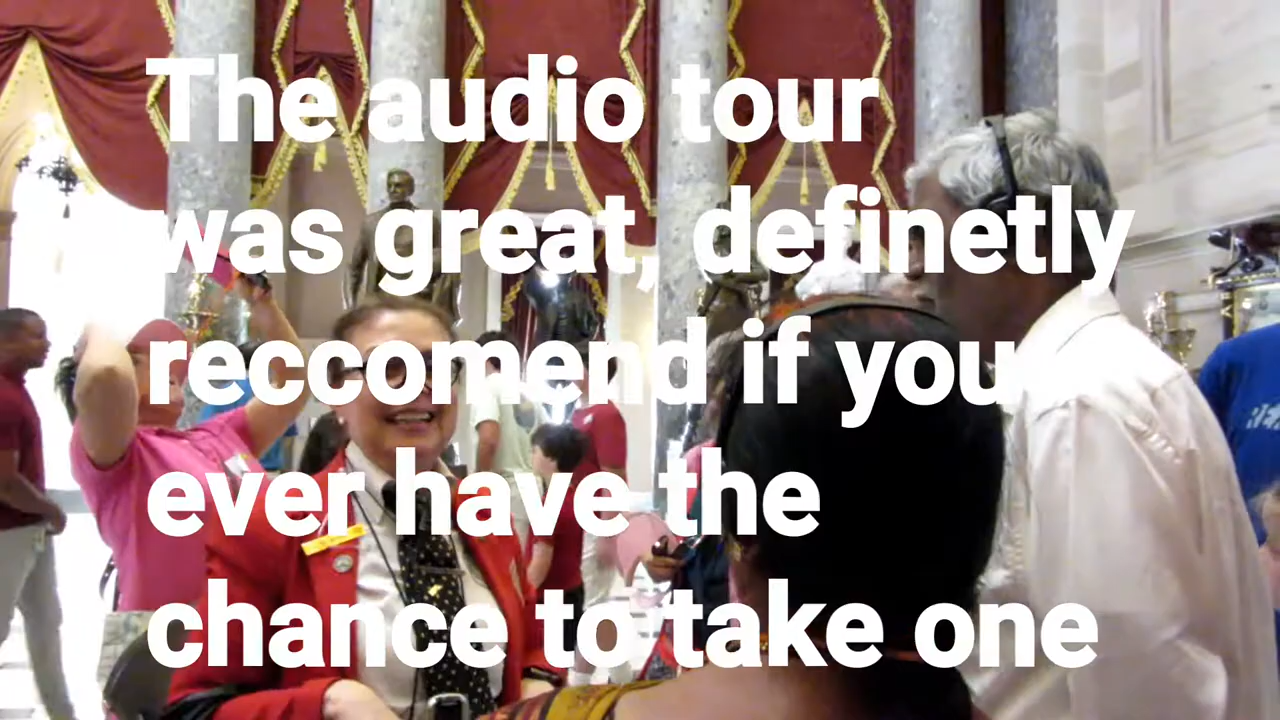 The audio tour
was great, definetly
reccomend if you
ever have the
chance to take one